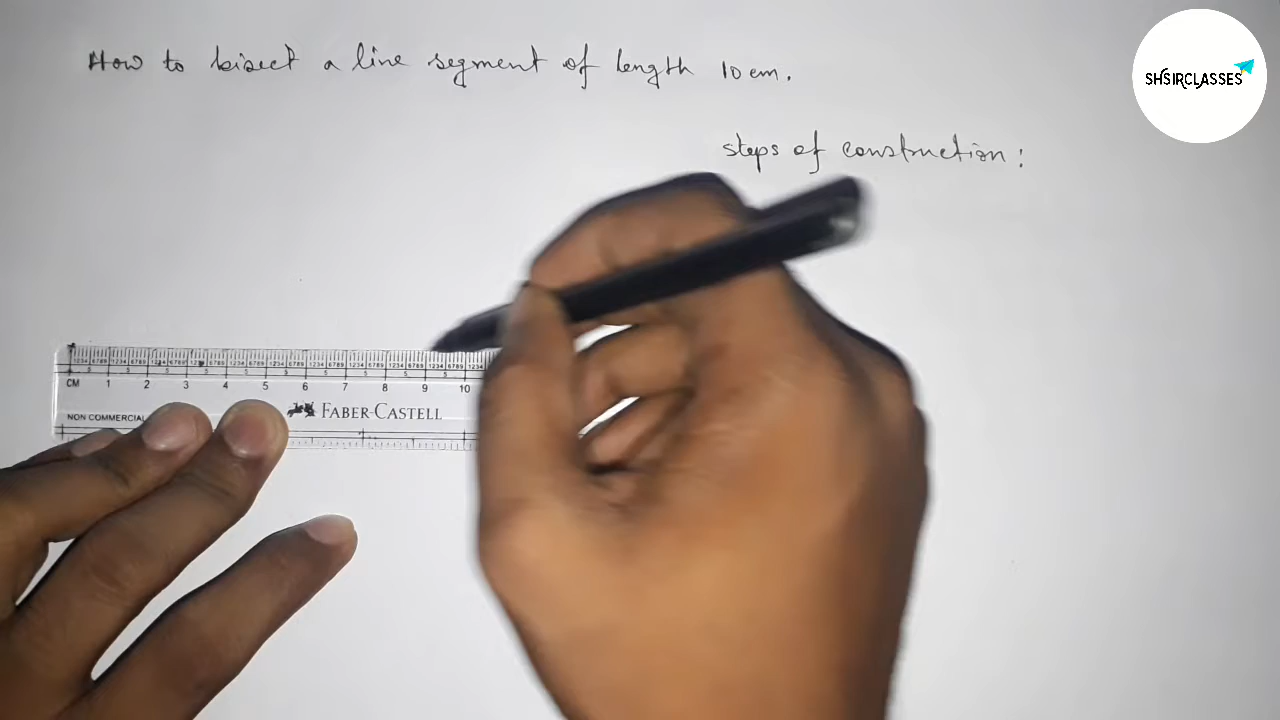 How to bisect a line segment of length 10 cm.
SHSIRCLASSES
steps of construction:
CM 1 2 3 4 5 6 7 8 9 10
NON COMMERCIAL FABER-CASTELL